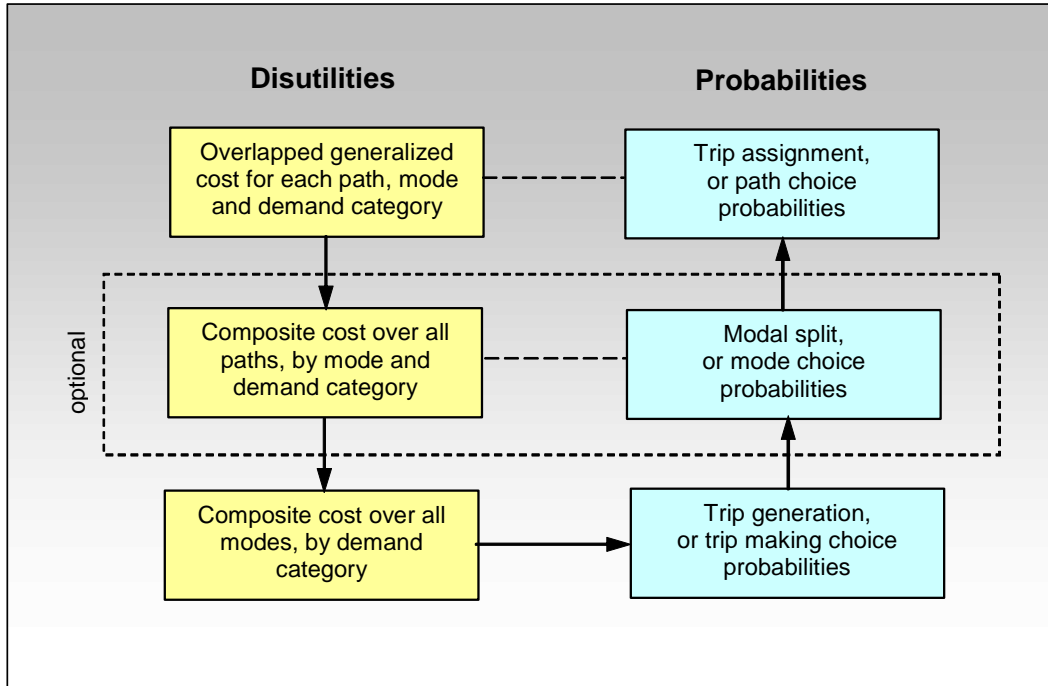 Disutilities
Probabilities
Overlapped generalized
cost for each path, mode
and demand category
Trip assignment,
or path choice
probabilities
optional
Composite cost over all
paths, by mode and
demand category
Modal split,
or mode choice
probabilities
Composite cost over all
modes, by demand
category
Trip generation,
or trip making choice
probabilities